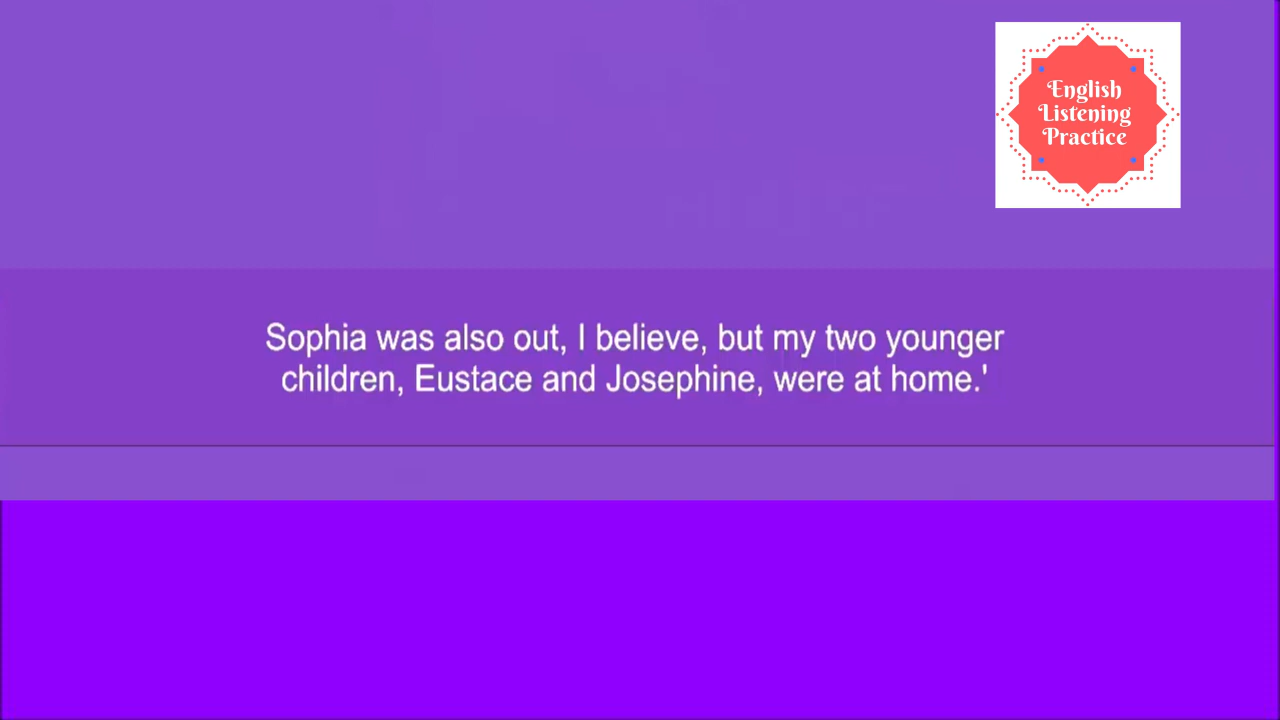 English
Listening
Practice
Sophia was also out, I believe, but my two younger
children, Eustace and Josephine, were at home.'